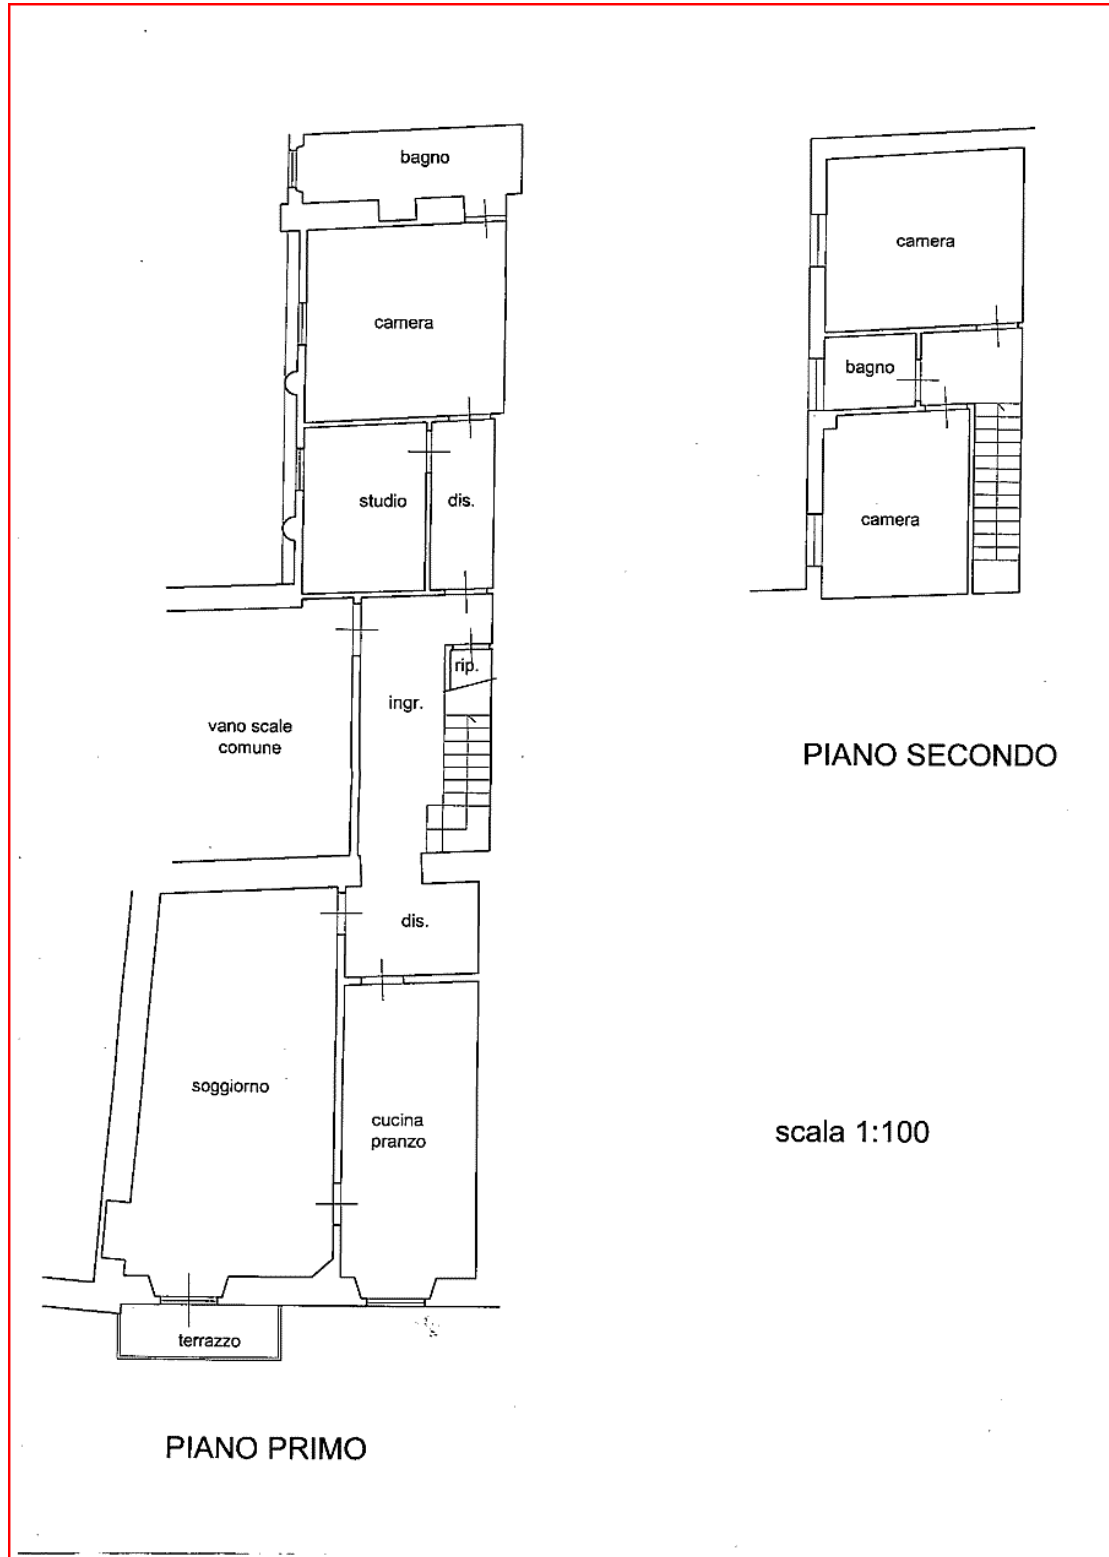 bagno
camera
studio
dis.
rip.
ingr.
vano scale
comune
dis.
soggiorno
cucina
pranzo
terrazzo
PIANO PRIMO
camera
bagno
camera
PIANO SECONDO
scala 1:100